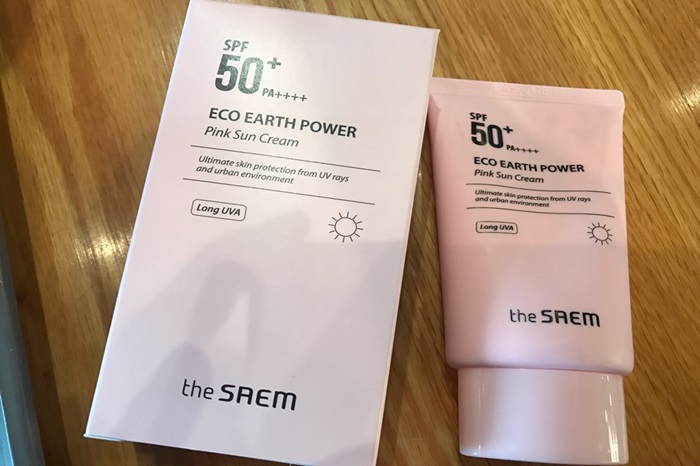 SPF
50+
PA++++
ECO EARTH POWER
Pink Sun Cream
Ultimate skin protection from UV rays
and urban environment
Long UVA
the SAEM
SPF
50+
PA++++
ECO EARTH POWER
Pink Sun Cream
Ultimate skin protection from UV rays
and urban environment
Long UVA
the SAEM